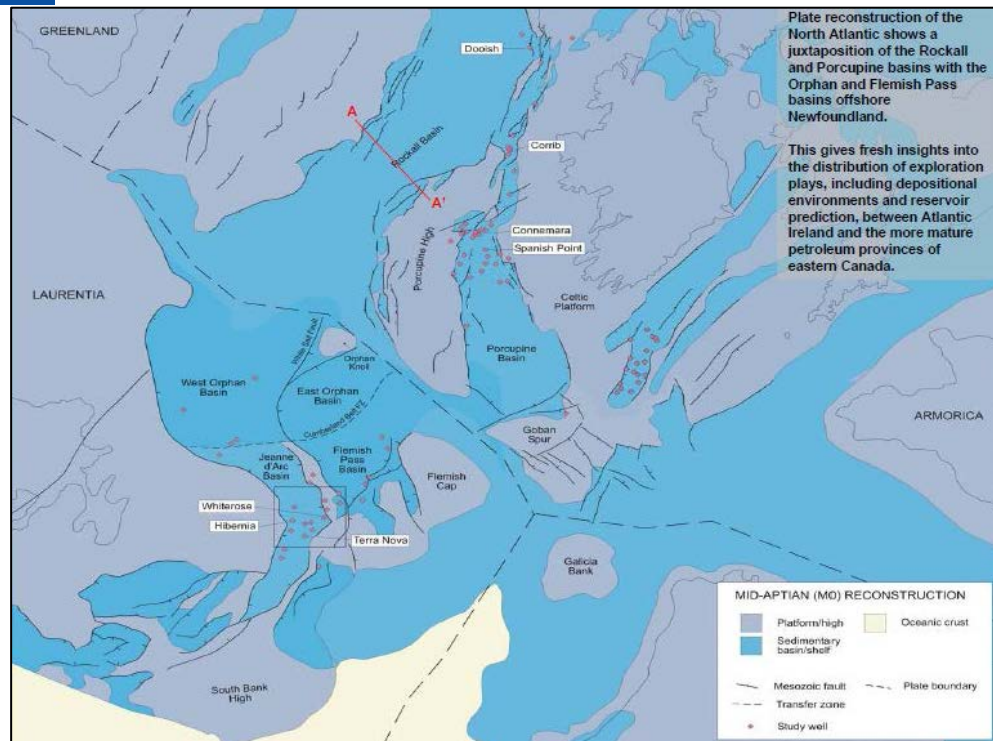 GREENLAND
Dooish
Plate reconstruction of the
North Atlantic shows a
juxtaposition of the Rockall
and Porcupine basins with the
Orphan and Flemish Pass
basins offshore
Newfoundland.
This gives fresh insights into
the distribution of exploration
plays, including depositional
environments and reservoir
prediction, between Atlantic
Ireland and the more mature
petroleum provinces of
eastern Canada.
A
Rockall Basin
A'
Corrib
Connemara
Spanish Point
Porcupine High
LAURENTIA
Celtic
Platform
Porcupine
Basin
Orphan
Knoll
West Orphan
Basin
East Orphan
Basin
Cumberland Belt TZ
ARMORICA
Goban
Spur
Jeanne
d'Arc
Basin
Flemish
Pass
Basin
Flemish
Cap
Whiterose
Hibernia
Terra Nova
Galicia
Bank
South Bank
High
MID-APTIAN (M0) RECONSTRUCTION
Platform/high
Oceanic crust
Sedimentary
basin/shelf
Mesozoic fault
Plate boundary
Transfer zone
Study well